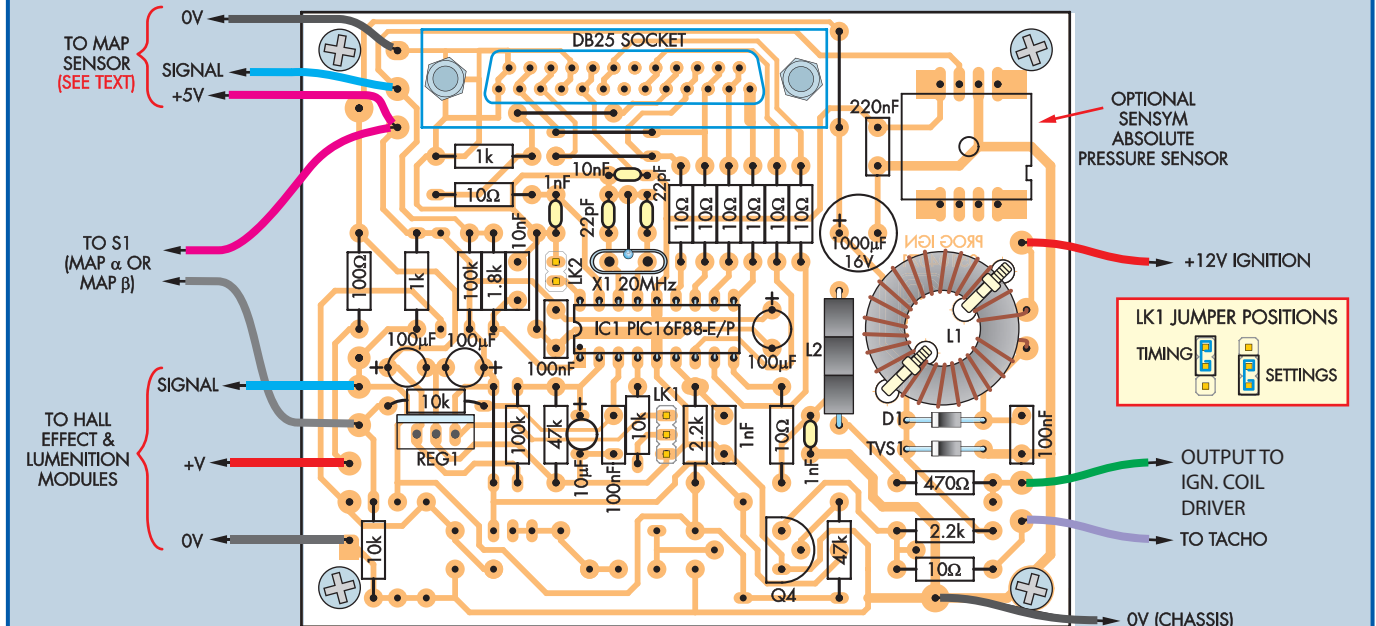 0V
TO MAP
SENSOR
(SEE TEXT)
SIGNAL
+5V
DB25 SOCKET
220nF
OPTIONAL
SENSYM
ABSOLUTE
PRESSURE SENSOR
1k
10nF
1nF
22pF
22pF
10Ω
10Ω
10Ω
10Ω
10Ω
10Ω
10Ω
+
1000µF
16V
PROG IGN
TO S1
(MAP α OR
MAP β)
100Ω
1k
100k
1.8k
10nF
LK2
X1 20MHz
+12V IGNITION
IC1 PIC16F88-E/P
+
100µF
L2
L1
LK1 JUMPER POSITIONS
TIMING
SETTINGS
100µF
100µF
+
+
100nF
SIGNAL
TO HALL
EFFECT &
LUMENITION
MODULES
+V
0V
10k
REG1
100k
47k
+
10µF
100nF
10k
LK1
2.2k
1nF
10Ω
1nF
D1
TVS1
100nF
470Ω
OUTPUT TO
IGN. COIL
DRIVER
10k
Q4
47k
2.2k
10Ω
TO TACHO
0V (CHASSIS)